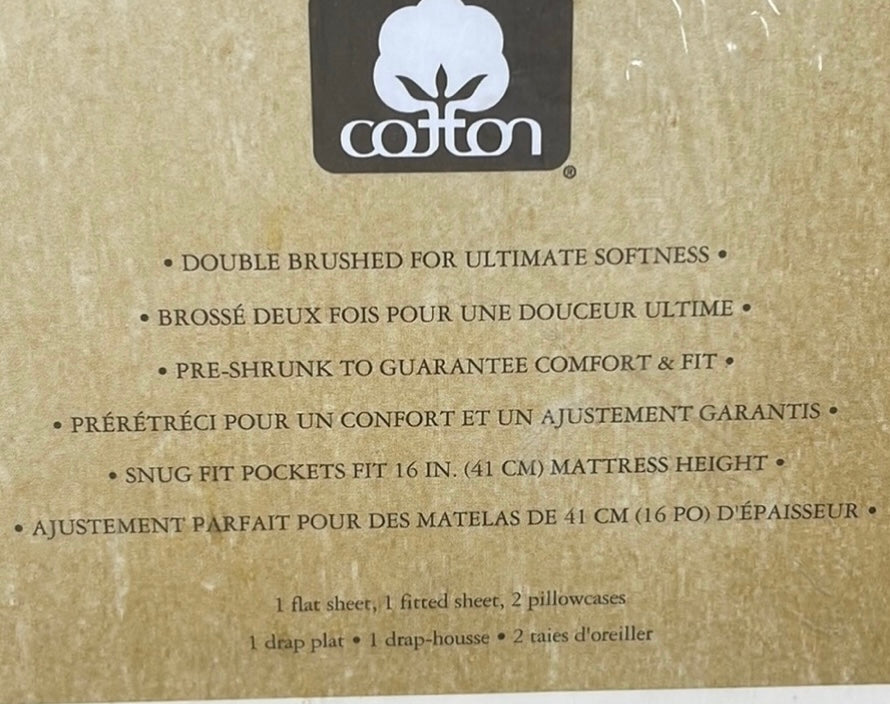 cotton
®
• DOUBLE BRUSHED FOR ULTIMATE SOFTNESS •
• BROSSÉ DEUX FOIS POUR UNE DOUCEUR ULTIME •
• PRE-SHRUNK TO GUARANTEE COMFORT & FIT •
• PRÉRÉTRÉCI POUR UN CONFORT ET UN AJUSTEMENT GARANTIS •
• SNUG FIT POCKETS FIT 16 IN. (41 CM) MATTRESS HEIGHT •
• AJUSTEMENT PARFAIT POUR DES MATELAS DE 41 CM (16 PO) D'ÉPAISSEUR •
1 flat sheet, 1 fitted sheet, 2 pillowcases
1 drap plat • 1 drap-housse • 2 taies d'oreiller